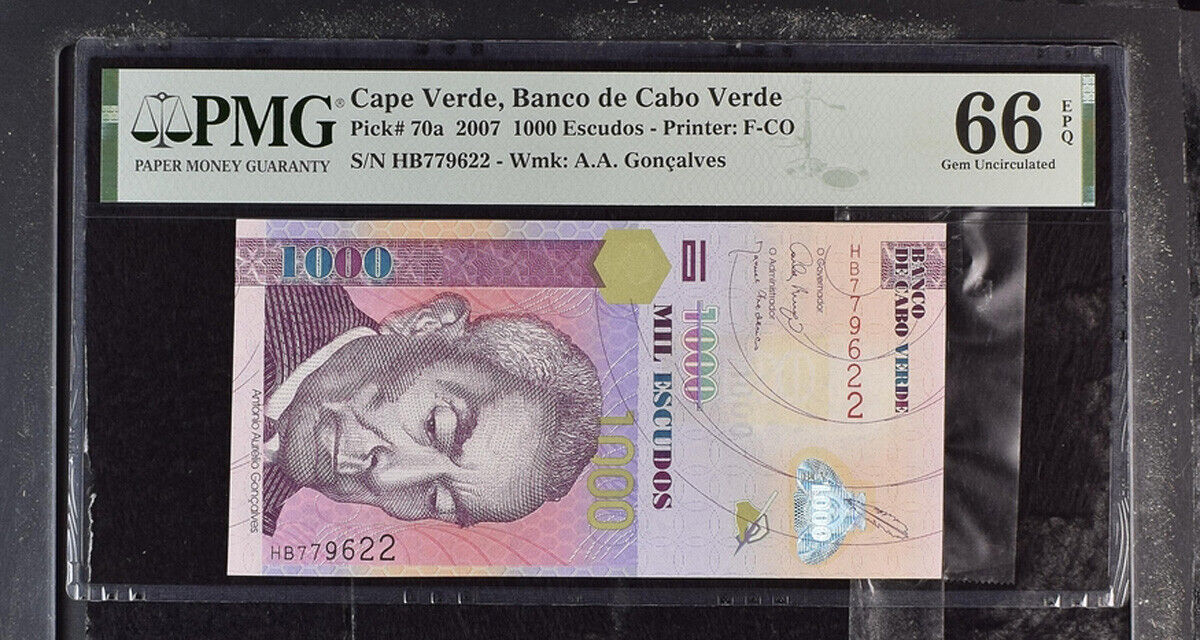 PMG®
PAPER MONEY GUARANTY
Cape Verde, Banco de Cabo Verde
Pick# 70a 2007 1000 Escudos - Printer: F-CO
S/N HB779622 - Wmk: A.A. Gonçalves
66
EPQ
Gem Uncirculated
BANCO
DE CABO VERDE
HB779622
O Governador
O Administrador
1000
1000
MIL ESCUDOS
1000
1000
António Aurélio Gonçalves
HB779622